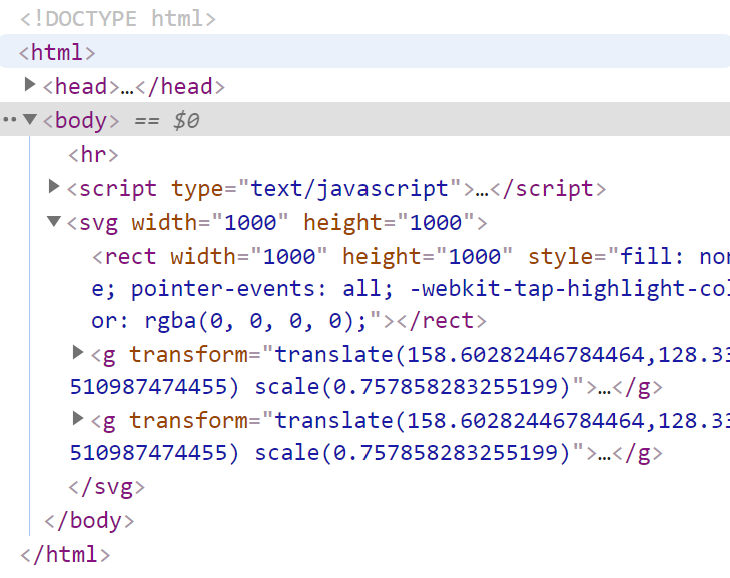 <!DOCTYPE html>
<html>
<head>…</head>
<body> == $0
<hr>
<script type="text/javascript">…</script>
<svg width="1000" height="1000">
<rect width="1000" height="1000" style="fill: non
e; pointer-events: all; -webkit-tap-highlight-col
or: rgba(0, 0, 0, 0);"></rect>
<g transform="translate(158.60282446784464,128.33
510987474455) scale(0.757858283255199)">…</g>
<g transform="translate(158.60282446784464,128.33
510987474455) scale(0.757858283255199)">…</g>
</svg>
</body>
</html>